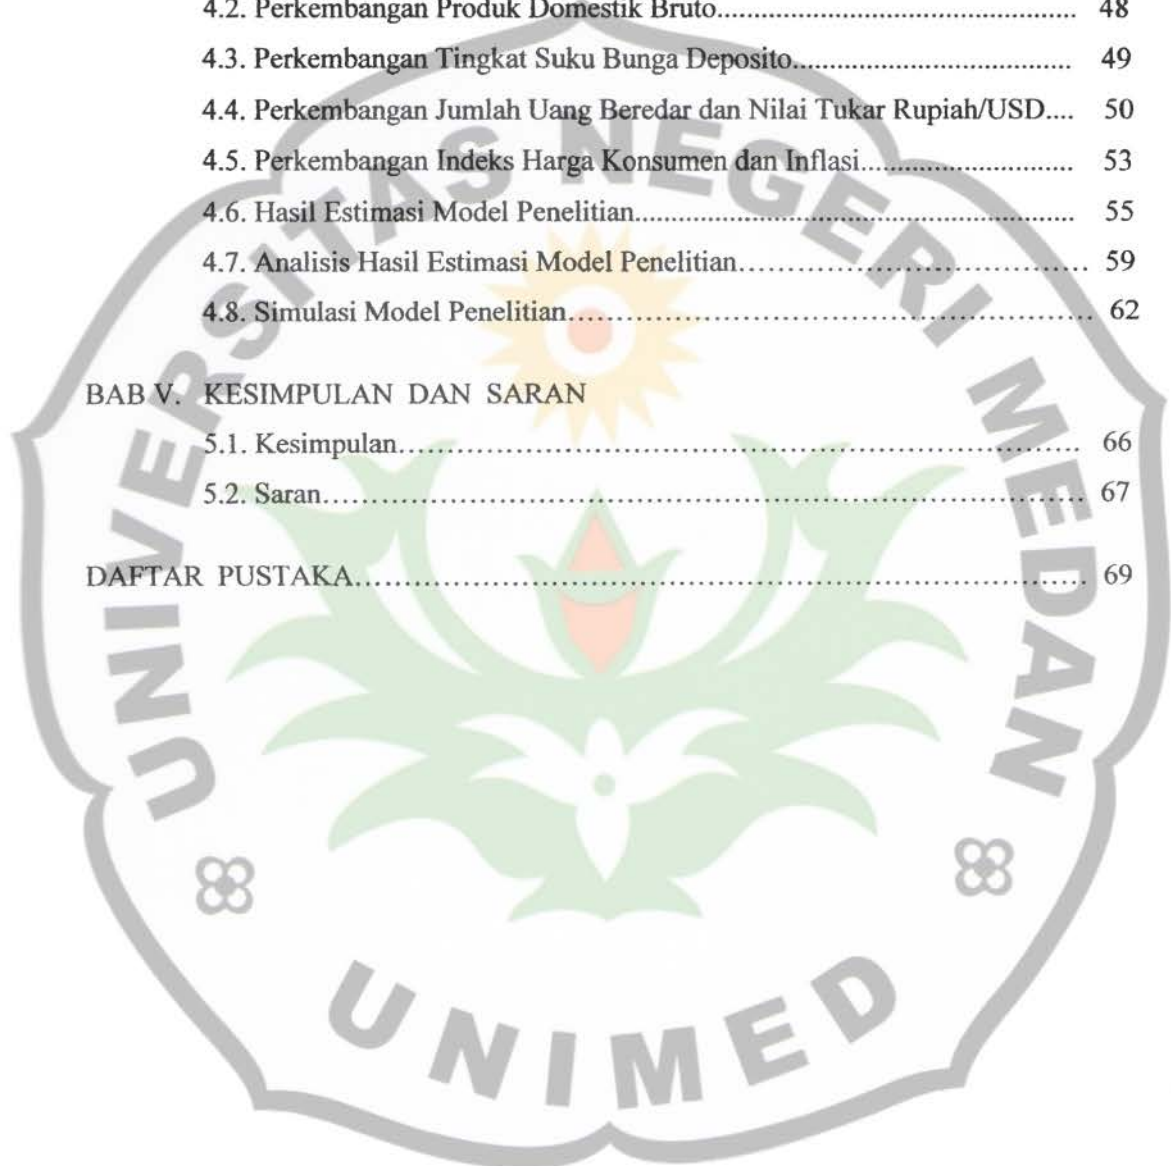 4.2. Perkembangan Produk Domestik Bruto.......... 48
4.3. Perkembangan Tingkat Suku Bunga Deposito.......... 49
4.4. Perkembangan Jumlah Uang Beredar dan Nilai Tukar Rupiah/USD.... 50
4.5. Perkembangan Indeks Harga Konsumen dan Inflasi.......... 53
4.6. Hasil Estimasi Model Penelitian.......... 55
4.7. Analisis Hasil Estimasi Model Penelitian.......... 59
4.8. Simulasi Model Penelitian.......... 62
BAB V. KESIMPULAN DAN SARAN
5.1. Kesimpulan.......... 66
5.2. Saran.......... 67
DAFTAR PUSTAKA.......... 69
UNIVERSITAS NEGERI MEDAN
UNIMED